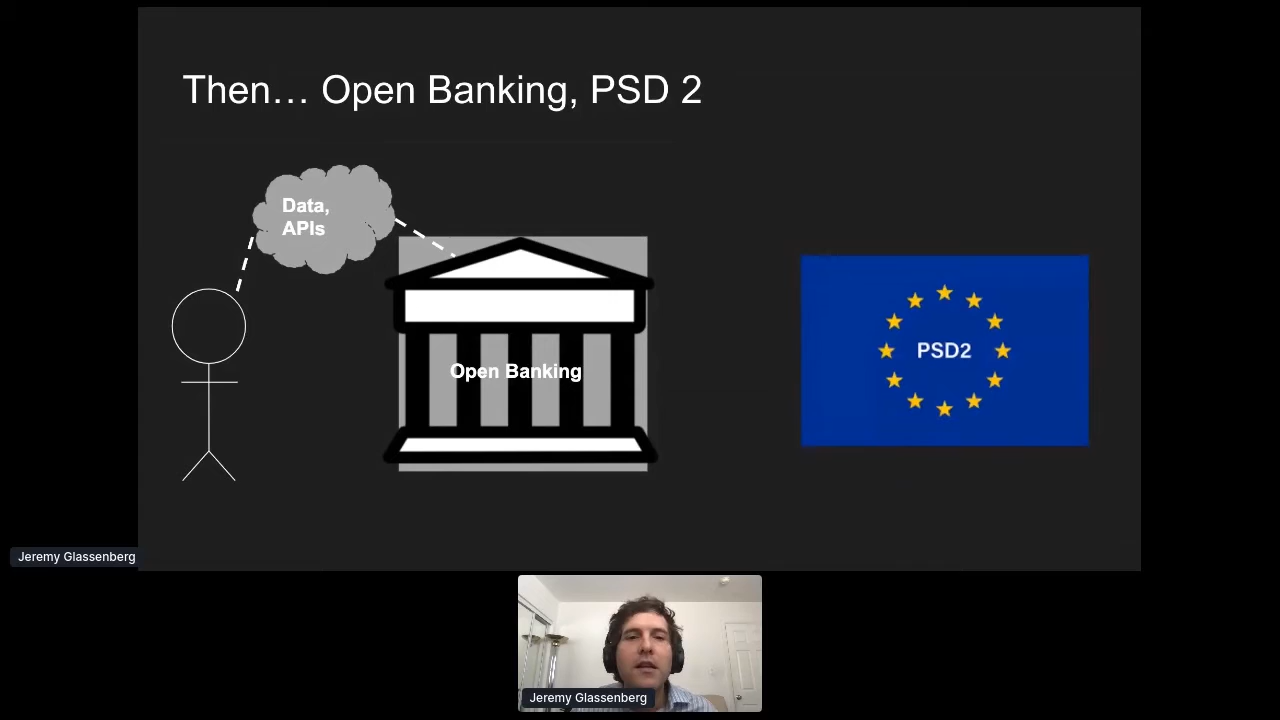 Then… Open Banking, PSD 2
Data,
APIs
Open Banking
PSD2
Jeremy Glassenberg
Jeremy Glassenberg